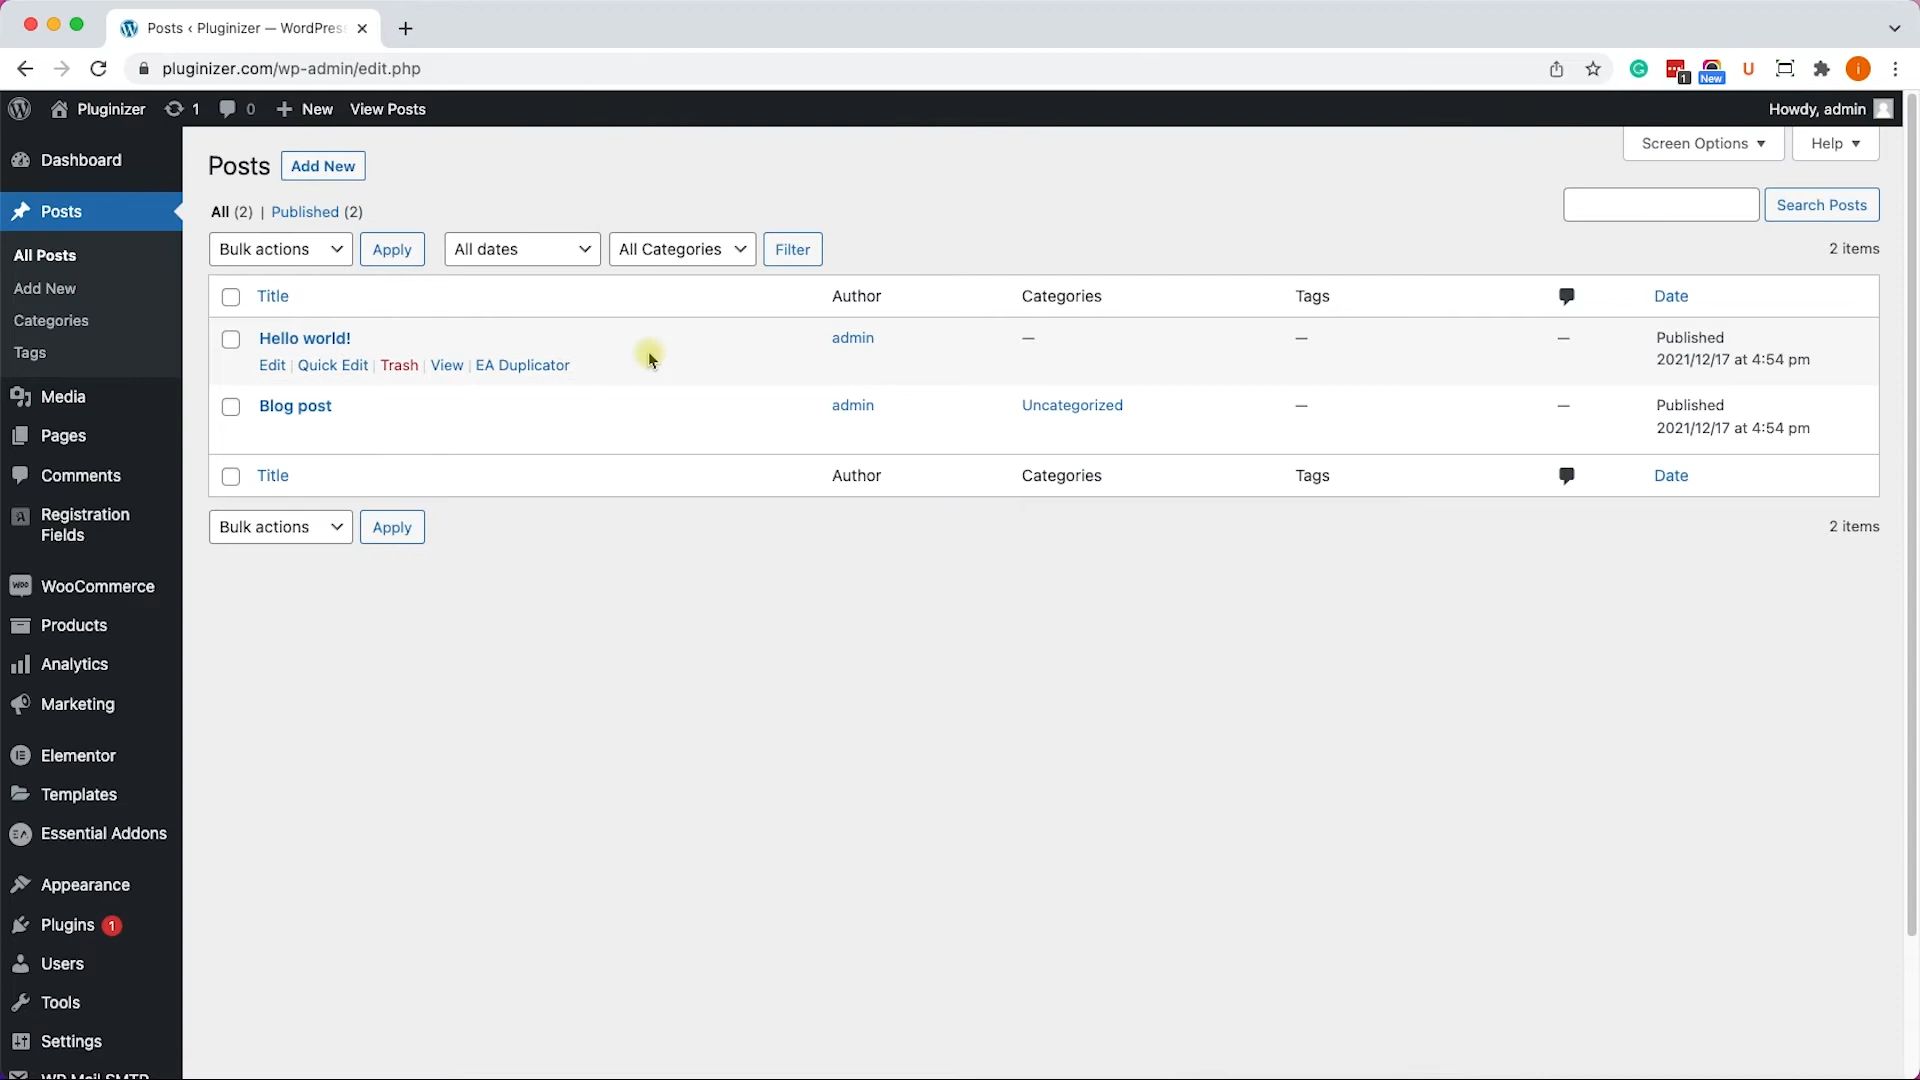 Posts ‹ Pluginizer — WordPres
pluginizer.com/wp-admin/edit.php
1
New
U
i
Pluginizer 1 0 New View Posts Howdy, admin
Dashboard
Posts
All Posts
Add New
Categories
Tags
Media
Pages
Comments
Registration
Fields
WooCommerce
Products
Analytics
Marketing
Elementor
Templates
Essential Addons
Appearance
Plugins 1
Users
Tools
Settings
WP Mail SMTP
Screen Options Help
Posts Add New
All (2) | Published (2)
Search Posts
Bulk actions Apply All dates All Categories Filter 2 items
Title Author Categories Tags Date
Hello world! admin — — — Published
2021/12/17 at 4:54 pm
Edit | Quick Edit | Trash | View | EA Duplicator
Blog post admin Uncategorized — — Published
2021/12/17 at 4:54 pm
Title Author Categories Tags Date
Bulk actions Apply 2 items